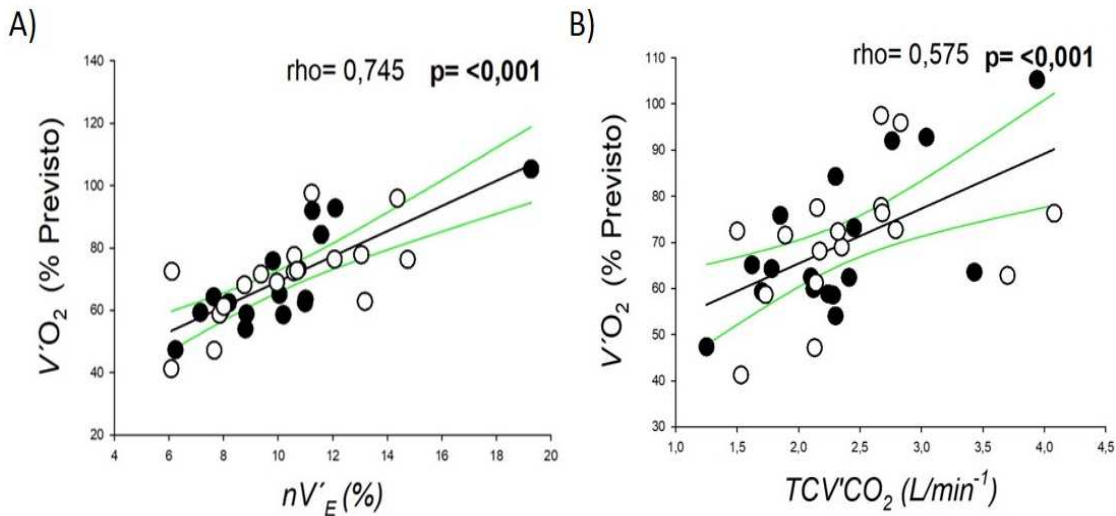 A)
rho= 0,745 p= <0,001
V´O₂ (% Previsto)
140
120
100
80
60
40
20
4 6 8 10 12 14 16 18 20
nV´E (%)
B)
rho= 0,575 p= <0,001
V´O₂ (% Previsto)
110
100
90
80
70
60
50
40
30
1,0 1,5 2,0 2,5 3,0 3,5 4,0 4,5
TCV'CO₂ (L/min⁻¹)